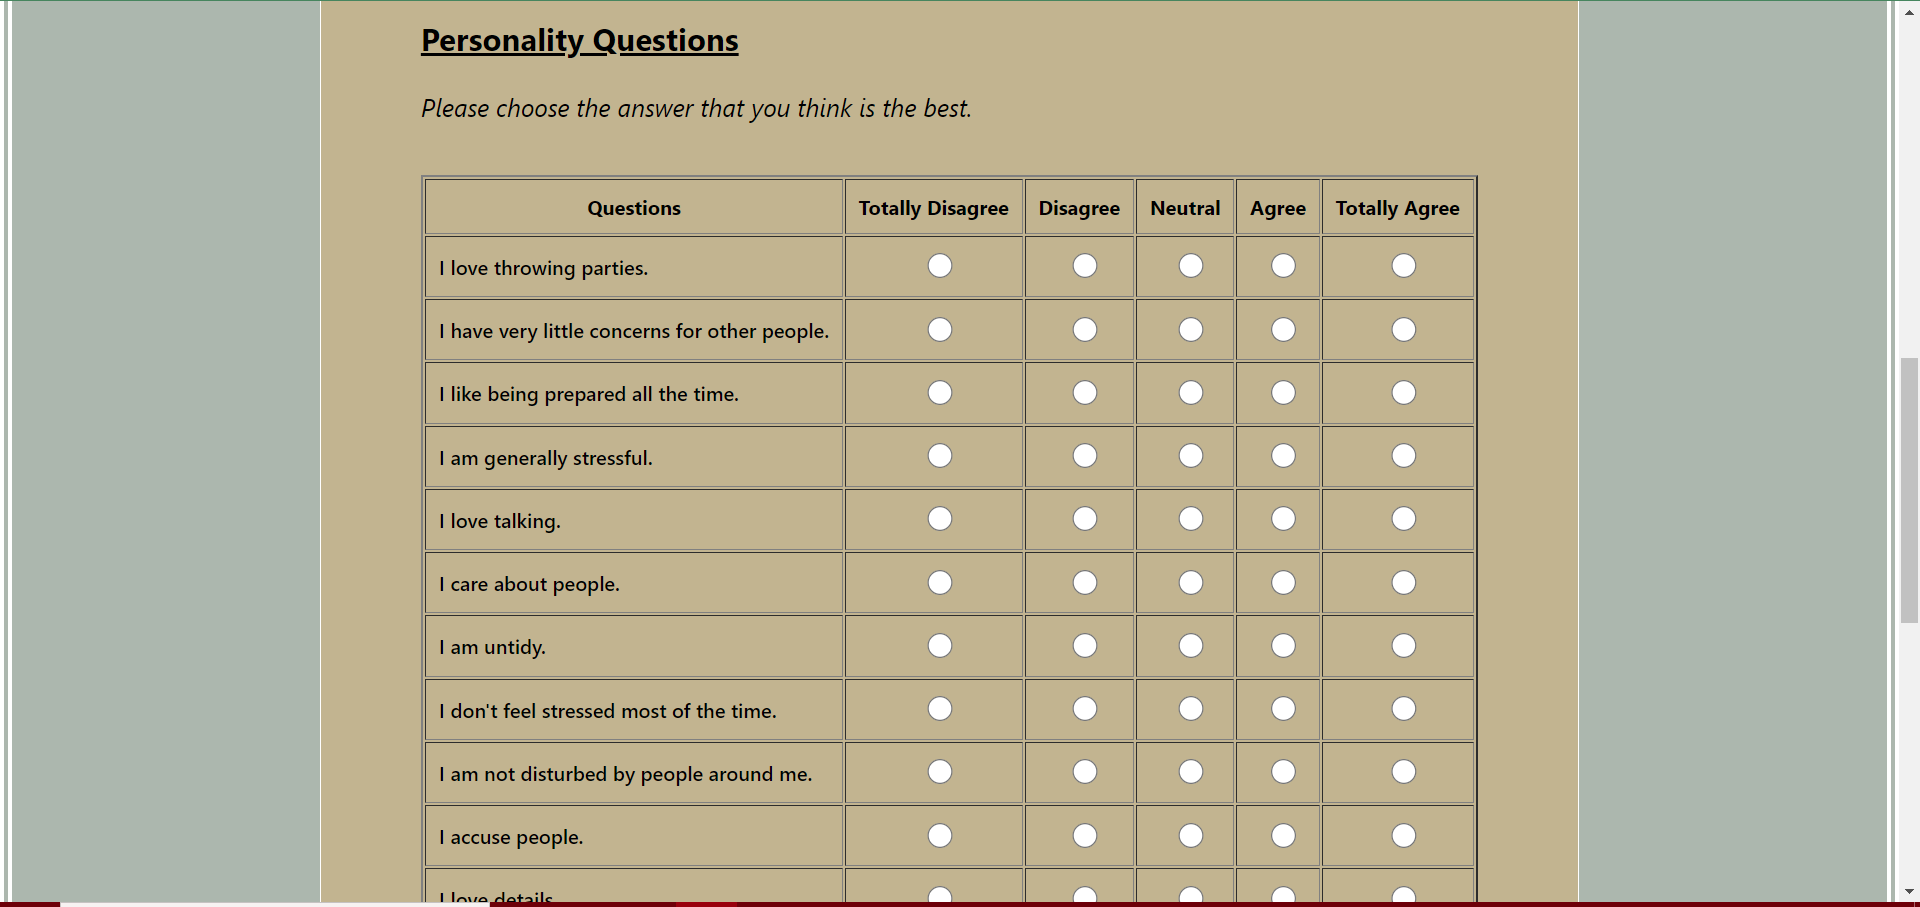 Personality Questions
Please choose the answer that you think is the best.
Questions Totally Disagree Disagree Neutral Agree Totally Agree
I love throwing parties.
I have very little concerns for other people.
I like being prepared all the time.
I am generally stressful.
I love talking.
I care about people.
I am untidy.
I don't feel stressed most of the time.
I am not disturbed by people around me.
I accuse people.
I love details